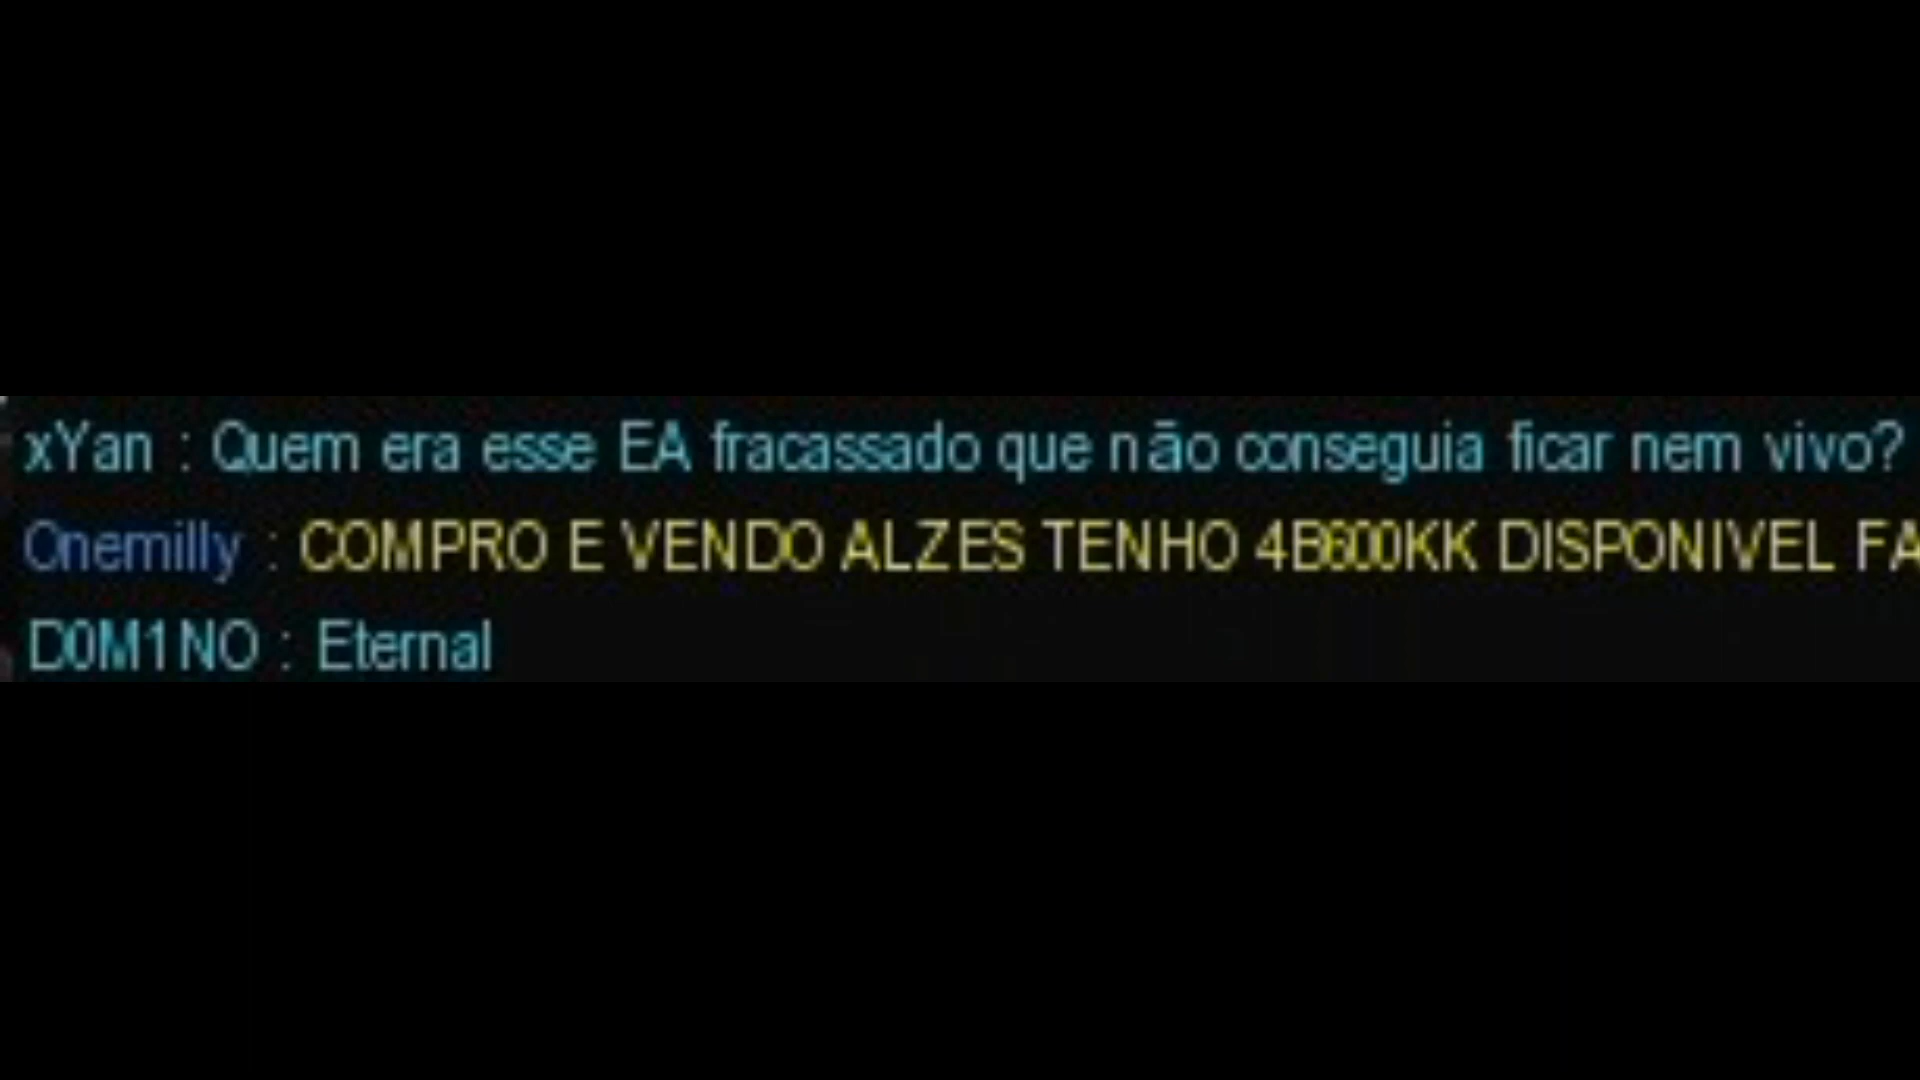 xYan : Quem era esse EA fracassado que não conseguia ficar nem vivo?
Onemilly : COMPRO E VENDO ALZES TENHO 4B600KK DISPONIVEL FA
D0M1NO : Eternal